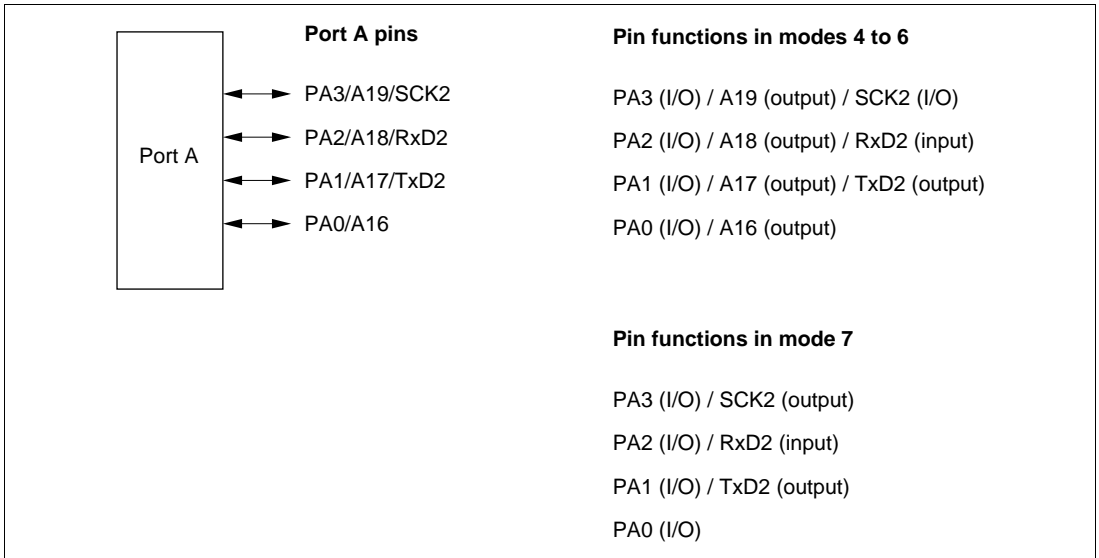 Port A
Port A pins
PA3/A19/SCK2
PA2/A18/RxD2
PA1/A17/TxD2
PA0/A16
Pin functions in modes 4 to 6
PA3 (I/O) / A19 (output) / SCK2 (I/O)
PA2 (I/O) / A18 (output) / RxD2 (input)
PA1 (I/O) / A17 (output) / TxD2 (output)
PA0 (I/O) / A16 (output)
Pin functions in mode 7
PA3 (I/O) / SCK2 (output)
PA2 (I/O) / RxD2 (input)
PA1 (I/O) / TxD2 (output)
PA0 (I/O)